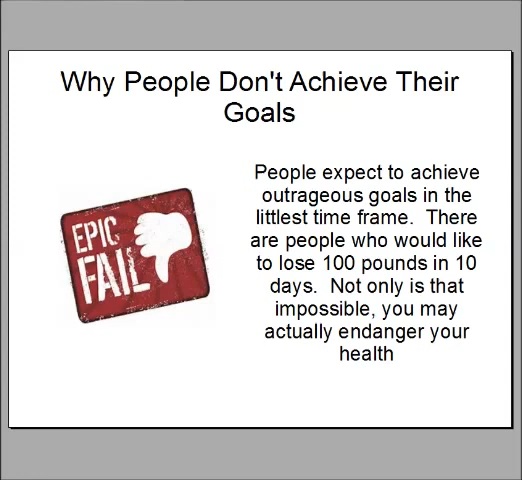 Why People Don't Achieve Their
Goals
People expect to achieve
outrageous goals in the
littlest time frame.  There
are people who would like
to lose 100 pounds in 10
days.  Not only is that
impossible, you may
actually endanger your
health
EPIC
FAIL